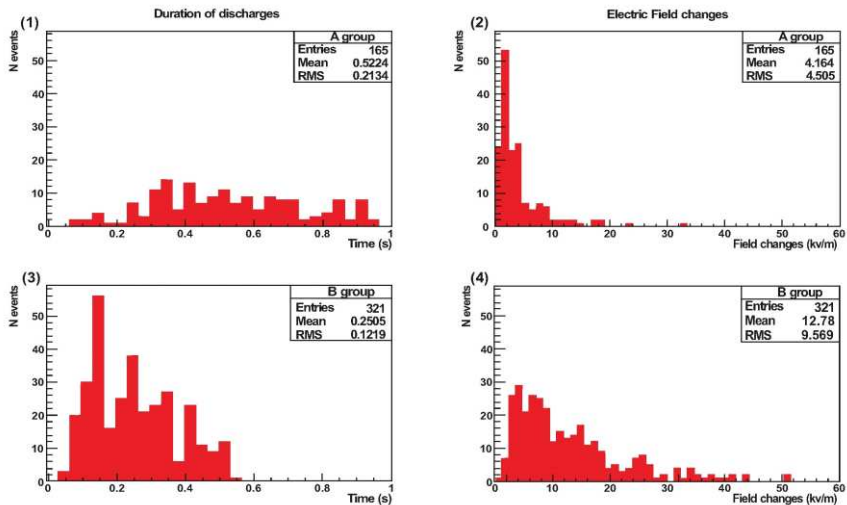 Duration of discharges
Electric Field changes
(1)
A group
Entries 165
Mean 0.5224
RMS 0.2134
N events
50
40
30
20
10
0
0 0.2 0.4 0.6 0.8 1
Time (s)
(2)
A group
Entries 165
Mean 4.164
RMS 4.505
N events
50
40
30
20
10
0
0 10 20 30 40 50 60
Field changes (kv/m)
(3)
B group
Entries 321
Mean 0.2505
RMS 0.1219
N events
50
40
30
20
10
0
0 0.2 0.4 0.6 0.8 1
Time (s)
(4)
B group
Entries 321
Mean 12.78
RMS 9.569
N events
50
40
30
20
10
0
0 10 20 30 40 50 60
Field changes (kv/m)